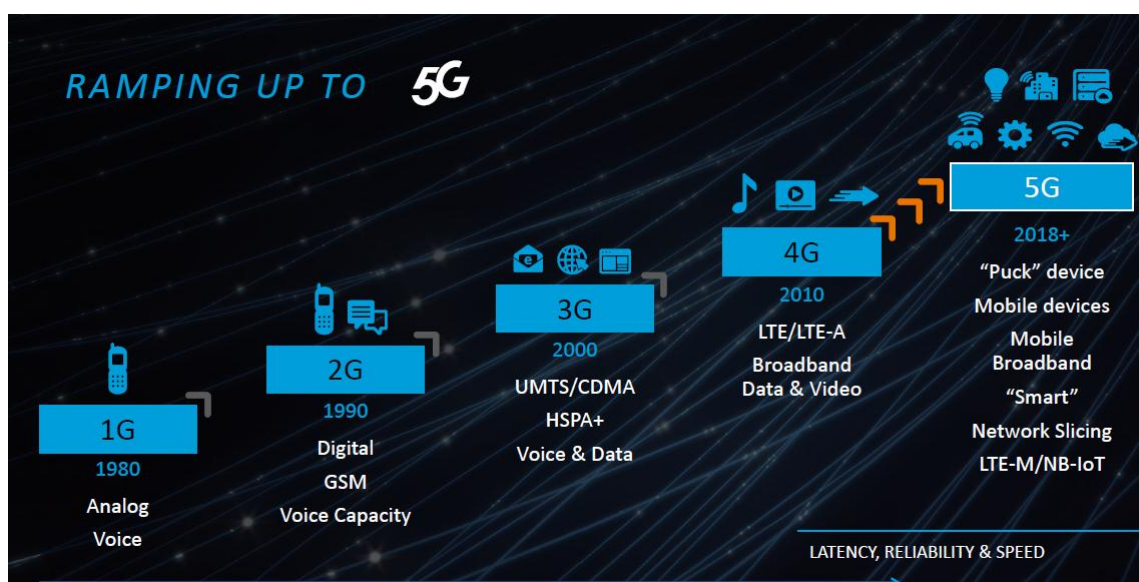 RAMPING UP TO 5G
1G
1980
Analog
Voice
2G
1990
Digital
GSM
Voice Capacity
e
3G
2000
UMTS/CDMA
HSPA+
Voice & Data
4G
2010
LTE/LTE-A
Broadband
Data & Video
5G
2018+
“Puck” device
Mobile devices
Mobile
Broadband
“Smart”
Network Slicing
LTE-M/NB-IoT
LATENCY, RELIABILITY & SPEED